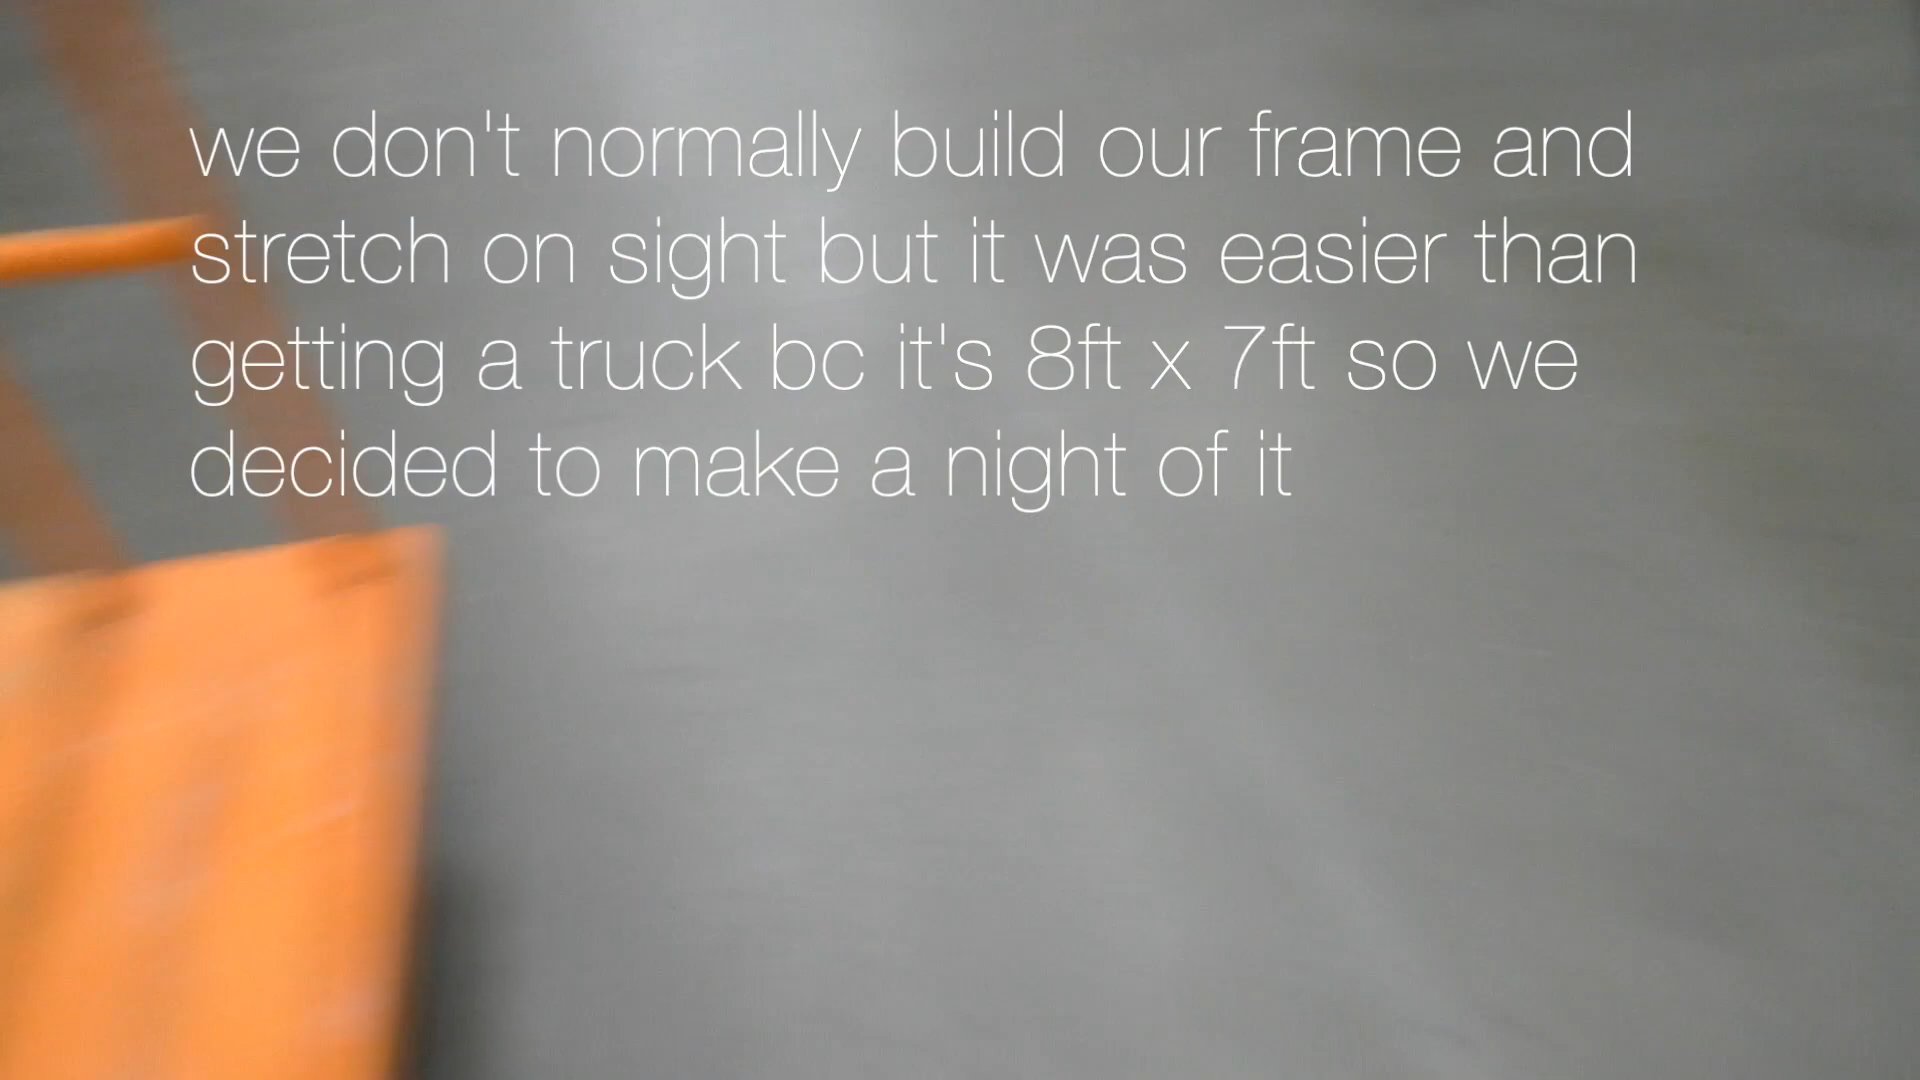 we don't normally build our frame and
stretch on sight but it was easier than
getting a truck bc it's 8ft x 7ft so we
decided to make a night of it